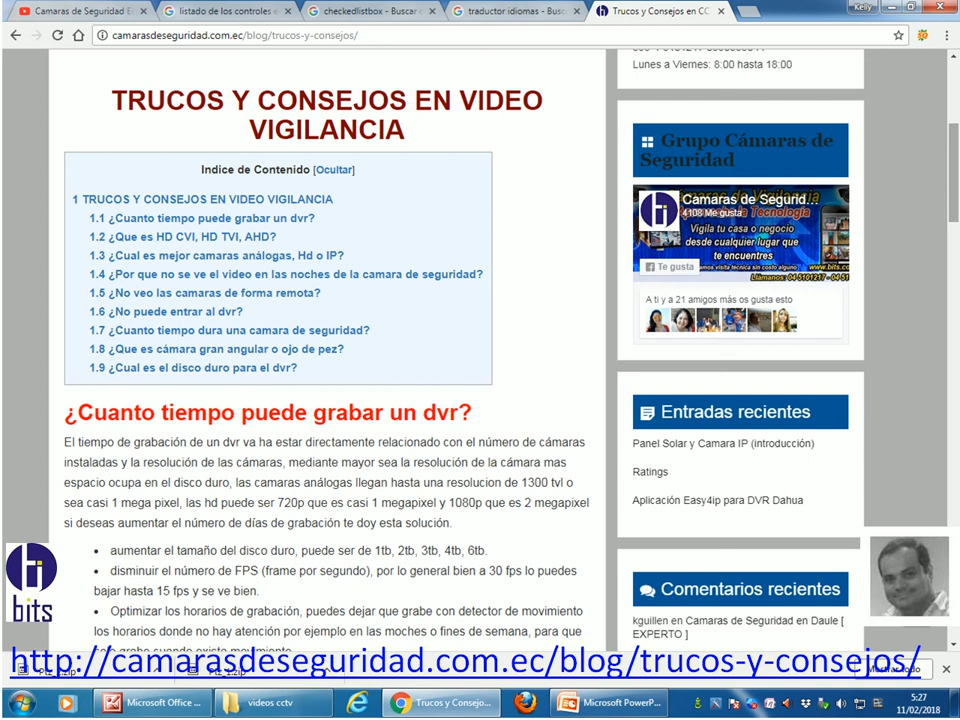 Camaras de Seguridad E
listado de los controles e
checkedlistbox - Buscar c
traductor idiomas - Busc
Trucos y Consejos en CC
Kelly
camarasdeseguridad.com.ec/blog/trucos-y-consejos/
Lunes a Viernes: 8:00 hasta 18:00
TRUCOS Y CONSEJOS EN VIDEO
VIGILANCIA
Indice de Contenido [Ocultar]
1 TRUCOS Y CONSEJOS EN VIDEO VIGILANCIA
1.1 ¿Cuanto tiempo puede grabar un dvr?
1.2 ¿Que es HD CVI, HD TVI, AHD?
1.3 ¿Cual es mejor camaras análogas, Hd o IP?
1.4 ¿Por que no se ve el video en las noches de la camara de seguridad?
1.5 ¿No veo las camaras de forma remota?
1.6 ¿No puede entrar al dvr?
1.7 ¿Cuanto tiempo dura una camara de seguridad?
1.8 ¿Que es cámara gran angular o ojo de pez?
1.9 ¿Cual es el disco duro para el dvr?
¿Cuanto tiempo puede grabar un dvr?
El tiempo de grabación de un dvr va ha estar directamente relacionado con el número de cámaras
instaladas y la resolución de las cámaras, mediante mayor sea la resolución de la cámara mas
espacio ocupa en el disco duro, las camaras análogas llegan hasta una resolucion de 1300 tvl o
sea casi 1 mega pixel, las hd puede ser 720p que es casi 1 megapixel y 1080p que es 2 megapixel
si deseas aumentar el número de días de grabación te doy esta solución.
• aumentar el tamaño del disco duro, puede ser de 1tb, 2tb, 3tb, 4tb, 6tb.
• disminuir el número de FPS (frame por segundo), por lo general bien a 30 fps lo puedes
bajar hasta 15 fps y se ve bien.
• Optimizar los horarios de grabación, puedes dejar que grabe con detector de movimiento
los horarios donde no hay atención por ejemplo en las moches o fines de semana, para que
Grupo Cámaras de
Seguridad
Camaras de Segurid...
4108 Me gusta
Tecnología
Vigila tu casa o negocio
desde cualquier lugar que
te encuentres
Te gusta
amos visita tecnica sin costo alguno
www.bits.co
Llámanos: 04 5101217 - 04 51
A ti y a 21 amigos más os gusta esto
Entradas recientes
Panel Solar y Camara IP (introducción)
Ratings
Aplicación Easy4ip para DVR Dahua
Comentarios recientes
kguillen en Camaras de Seguridad en Daule [
EXPERTO ]
bits
http://camarasdeseguridad.com.ec/blog/trucos-y-consejos/
Microsoft Office ...
videos cctv
Trucos y Consejo...
Microsoft PowerP...
5:27
11/02/2018